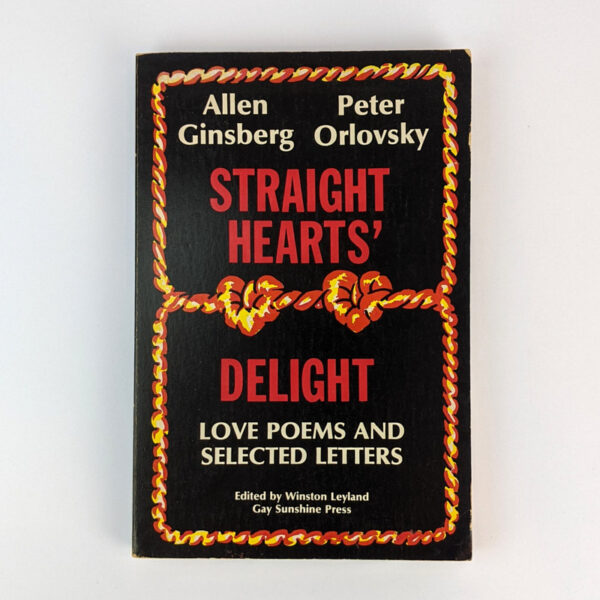 Allen Peter
Ginsberg Orlovsky
STRAIGHT
HEARTS'
DELIGHT
LOVE POEMS AND
SELECTED LETTERS
Edited by Winston Leyland
Gay Sunshine Press